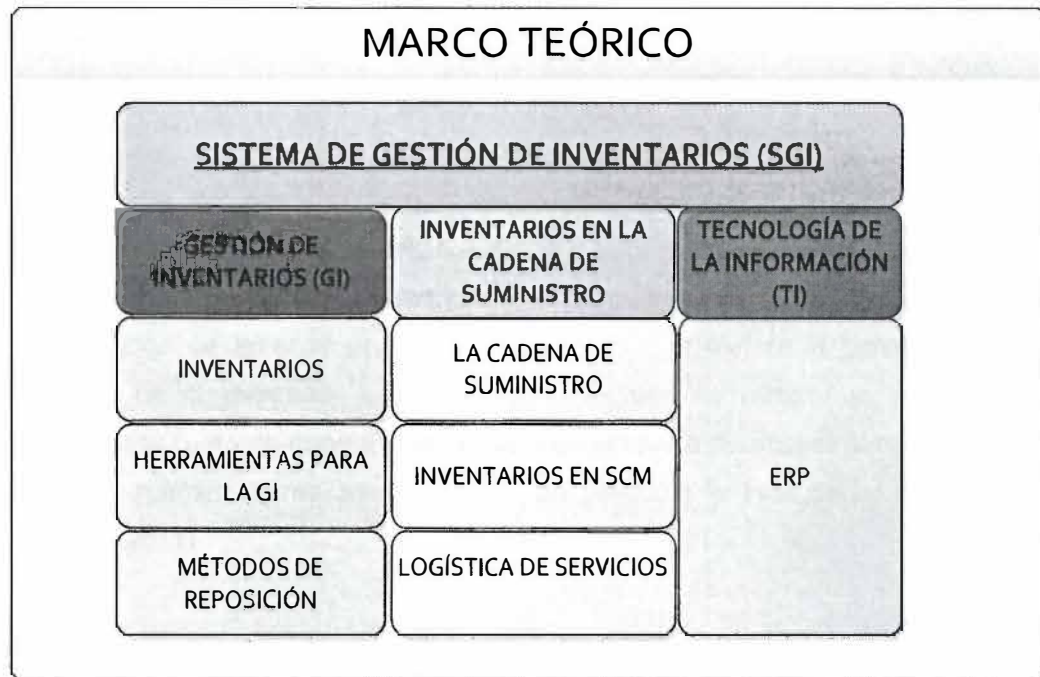 MARCO TEÓRICO
SISTEMA DE GESTIÓN DE INVENTARIOS (SGI)
GESTIÓN DE
INVENTARIOS (GI)
INVENTARIOS EN LA
CADENA DE
SUMINISTRO
TECNOLOGÍA DE
LA INFORMACIÓN
(TI)
INVENTARIOS
LA CADENA DE
SUMINISTRO
HERRAMIENTAS PARA
LA GI
INVENTARIOS EN SCM
ERP
MÉTODOS DE
REPOSICIÓN
LOGÍSTICA DE SERVICIOS